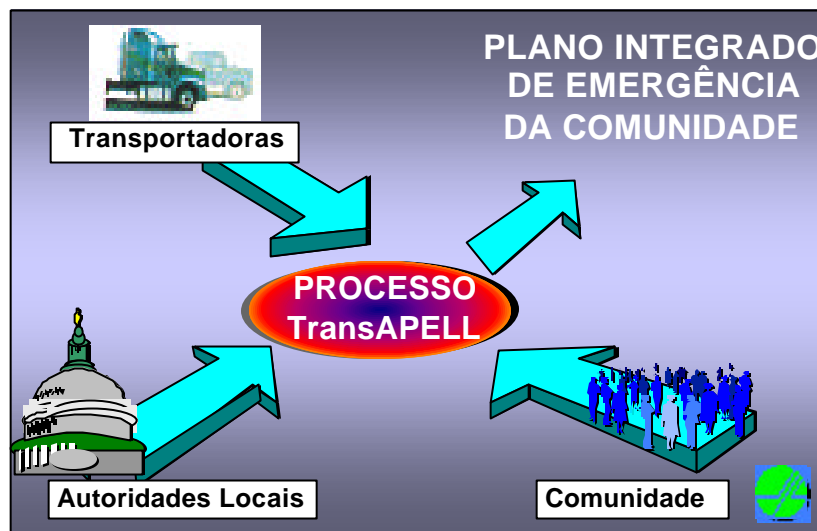 PLANO INTEGRADO
DE EMERGÊNCIA
DA COMUNIDADE
Transportadoras
PROCESSO
TransAPELL
Autoridades Locais
Comunidade